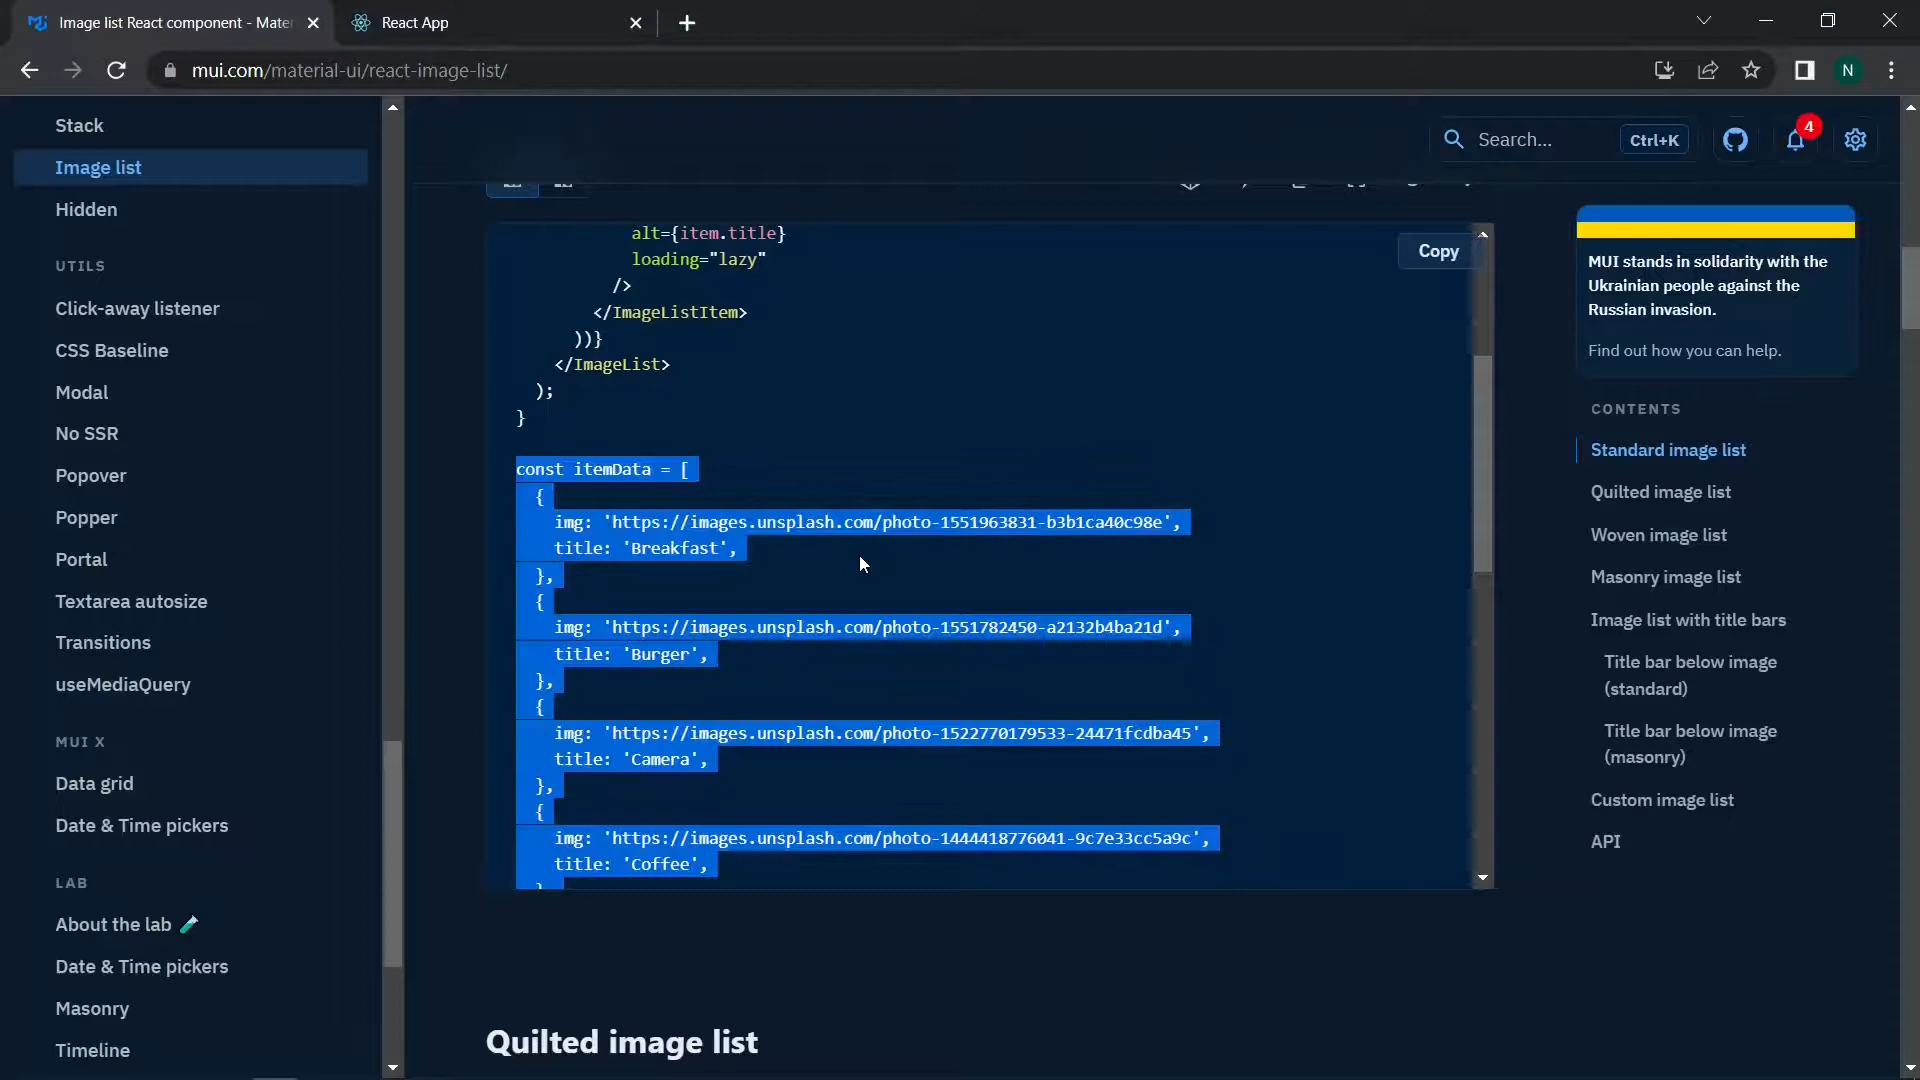 Image list React component - Mate
React App
mui.com/material-ui/react-image-list/
N
Stack
Image list
Hidden
UTILS
Click-away listener
CSS Baseline
Modal
No SSR
Popover
Popper
Portal
Textarea autosize
Transitions
useMediaQuery
MUI X
Data grid
Date & Time pickers
LAB
About the lab
Date & Time pickers
Masonry
Timeline
Search...
Ctrl+K
4
Copy
alt={item.title}
loading="lazy"
/>
</ImageListItem>
))}
</ImageList>
);
}
const itemData = [
{
img: 'https://images.unsplash.com/photo-1551963831-b3b1ca40c98e',
title: 'Breakfast',
},
{
img: 'https://images.unsplash.com/photo-1551782450-a2132b4ba21d',
title: 'Burger',
},
{
img: 'https://images.unsplash.com/photo-1522770179533-24471fcdba45',
title: 'Camera',
},
{
img: 'https://images.unsplash.com/photo-1444418776041-9c7e33cc5a9c',
title: 'Coffee',
Quilted image list
MUI stands in solidarity with the
Ukrainian people against the
Russian invasion.
Find out how you can help.
CONTENTS
Standard image list
Quilted image list
Woven image list
Masonry image list
Image list with title bars
Title bar below image
(standard)
Title bar below image
(masonry)
Custom image list
API